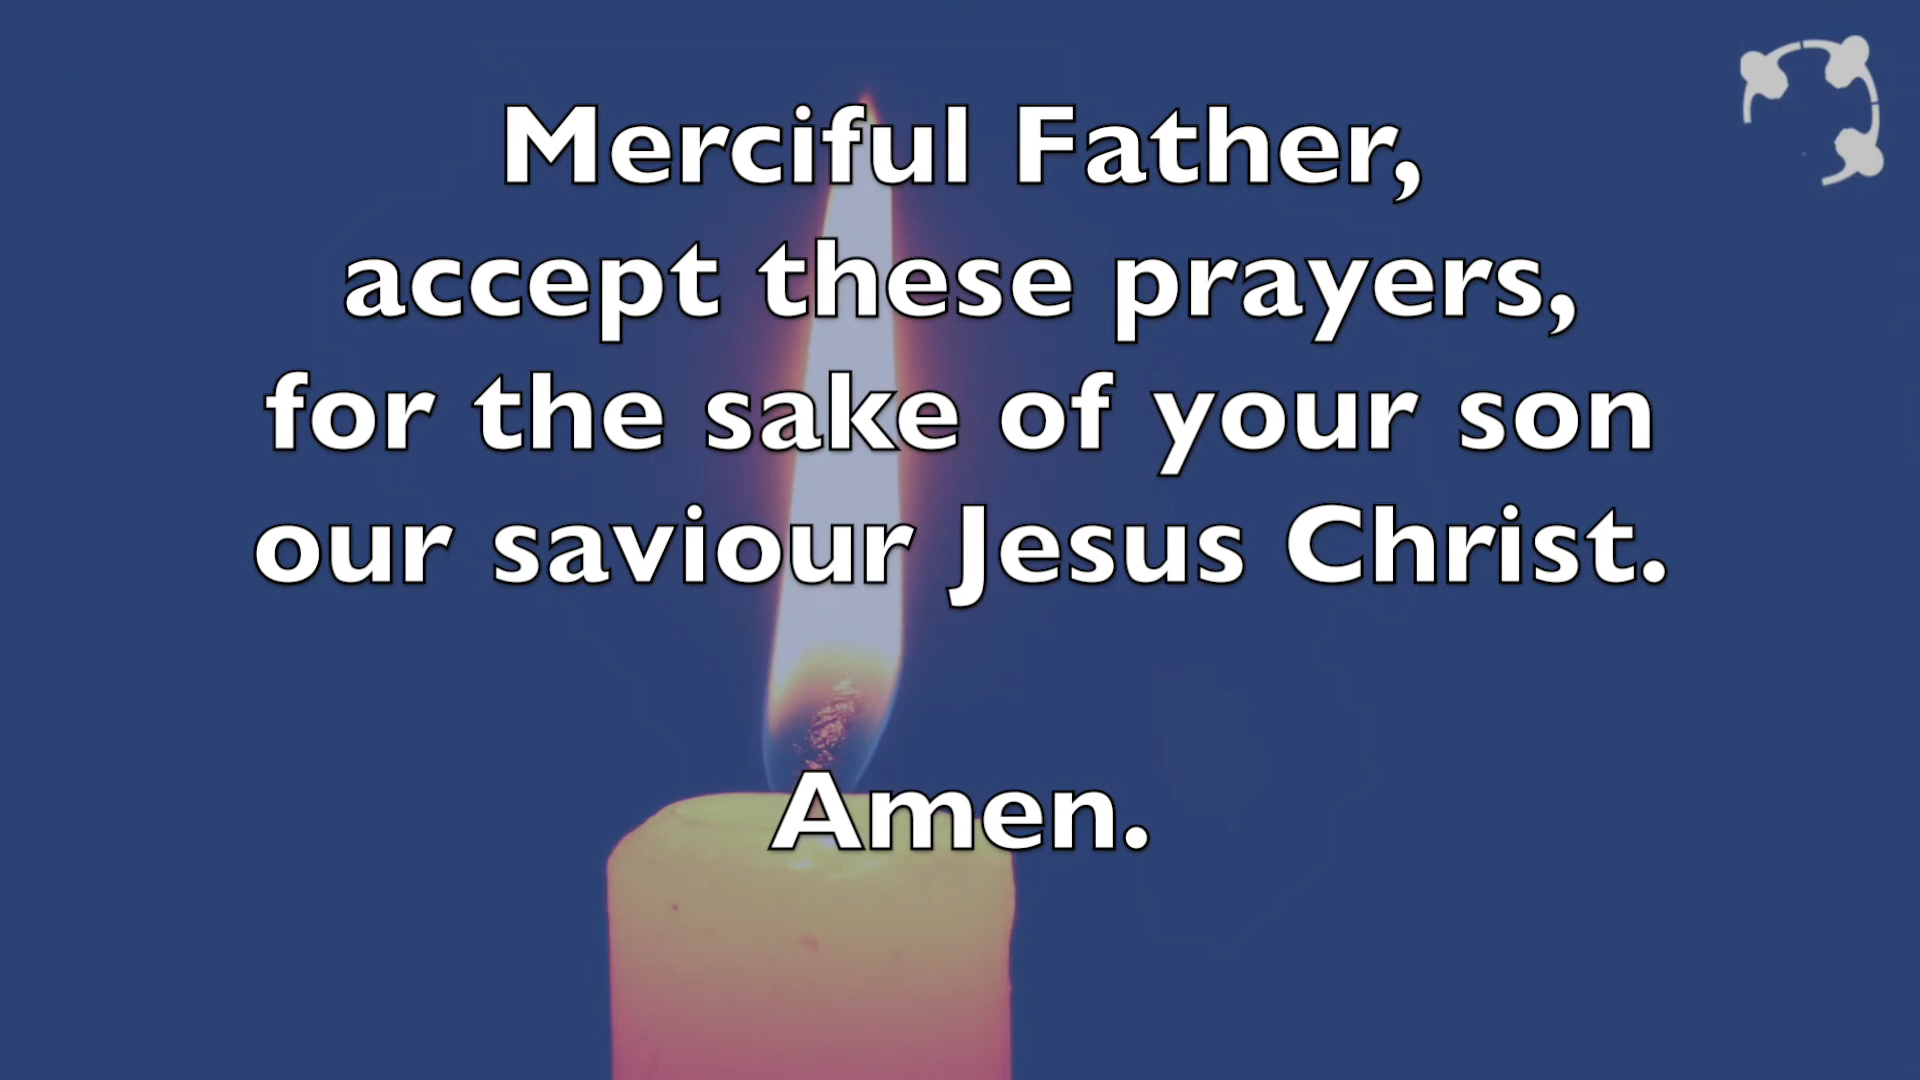 Merciful Father,
accept these prayers,
for the sake of your son
our saviour Jesus Christ.
Amen.